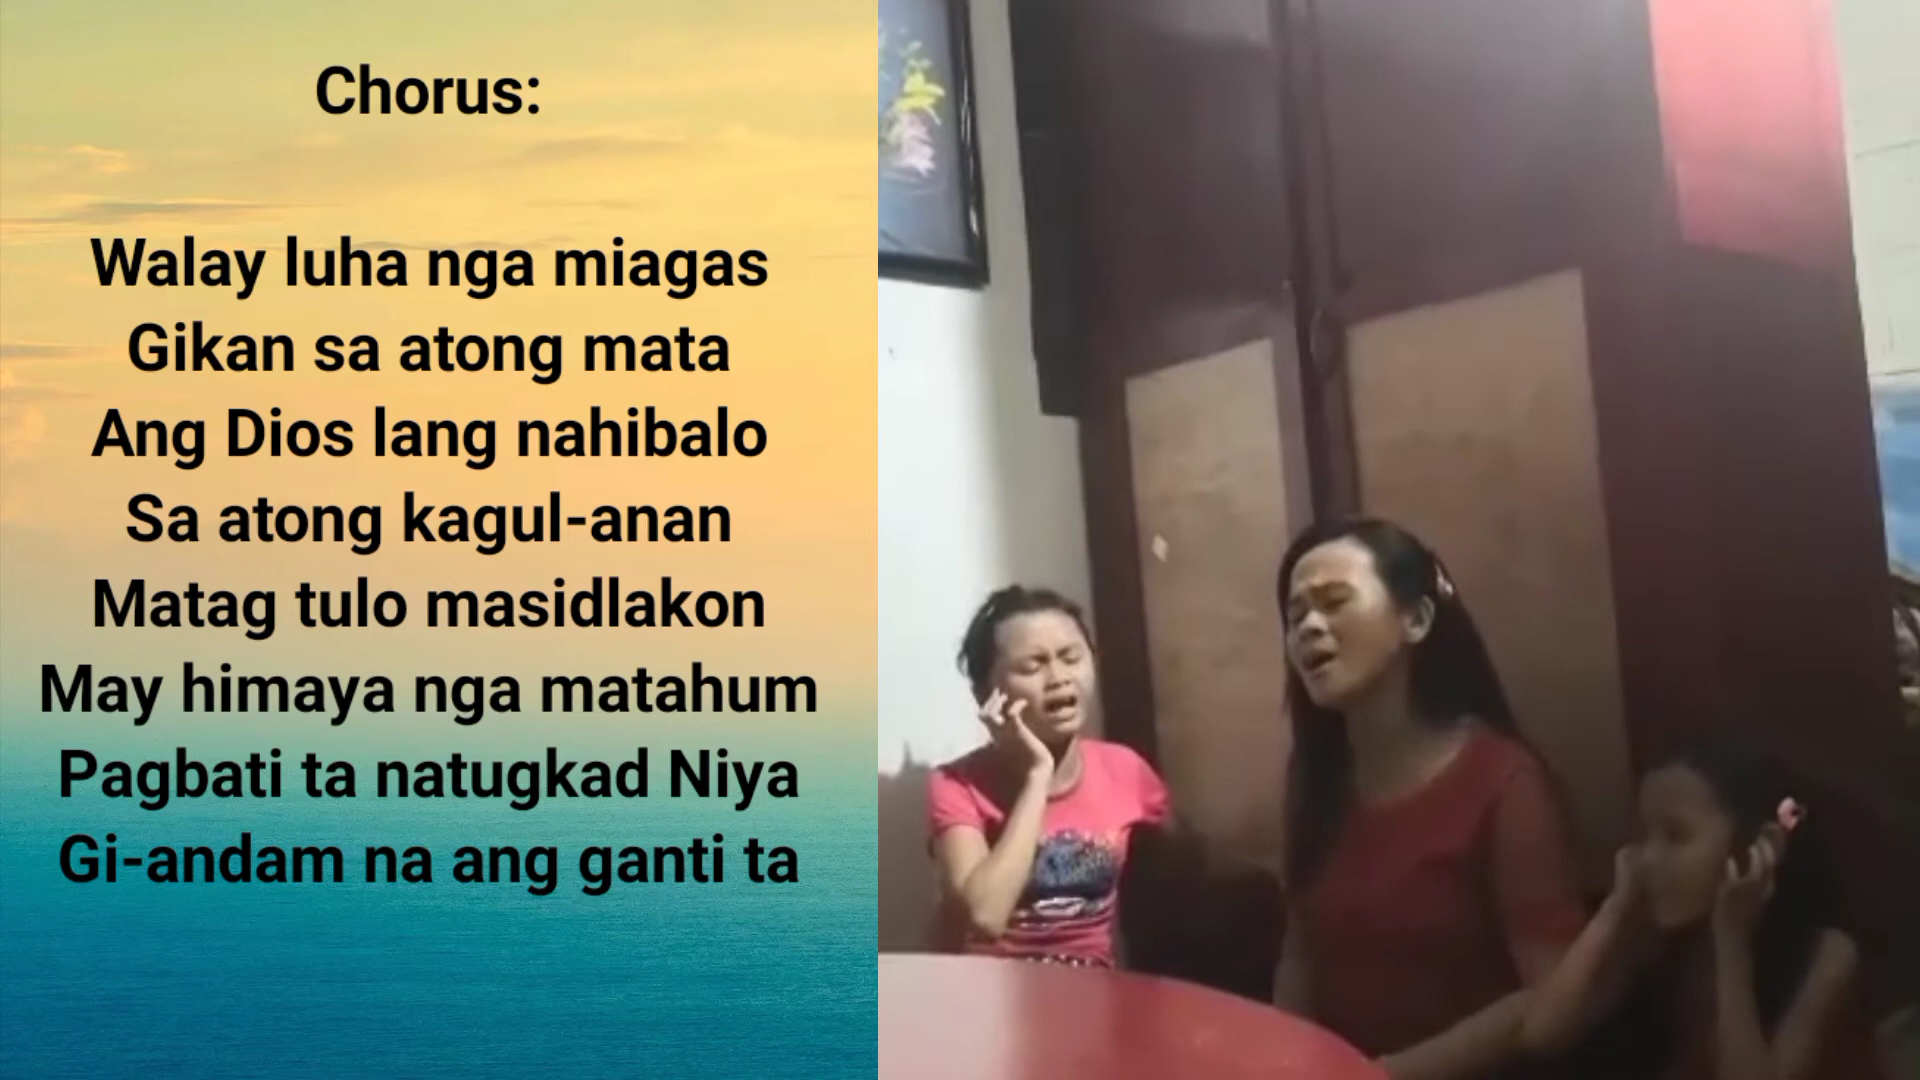 Chorus:
Walay luha nga miagas
Gikan sa atong mata
Ang Dios lang nahibalo
Sa atong kagul-anan
Matag tulo masidlakon
May himaya nga matahum
Pagbati ta natugkad Niya
Gi-andam na ang ganti ta